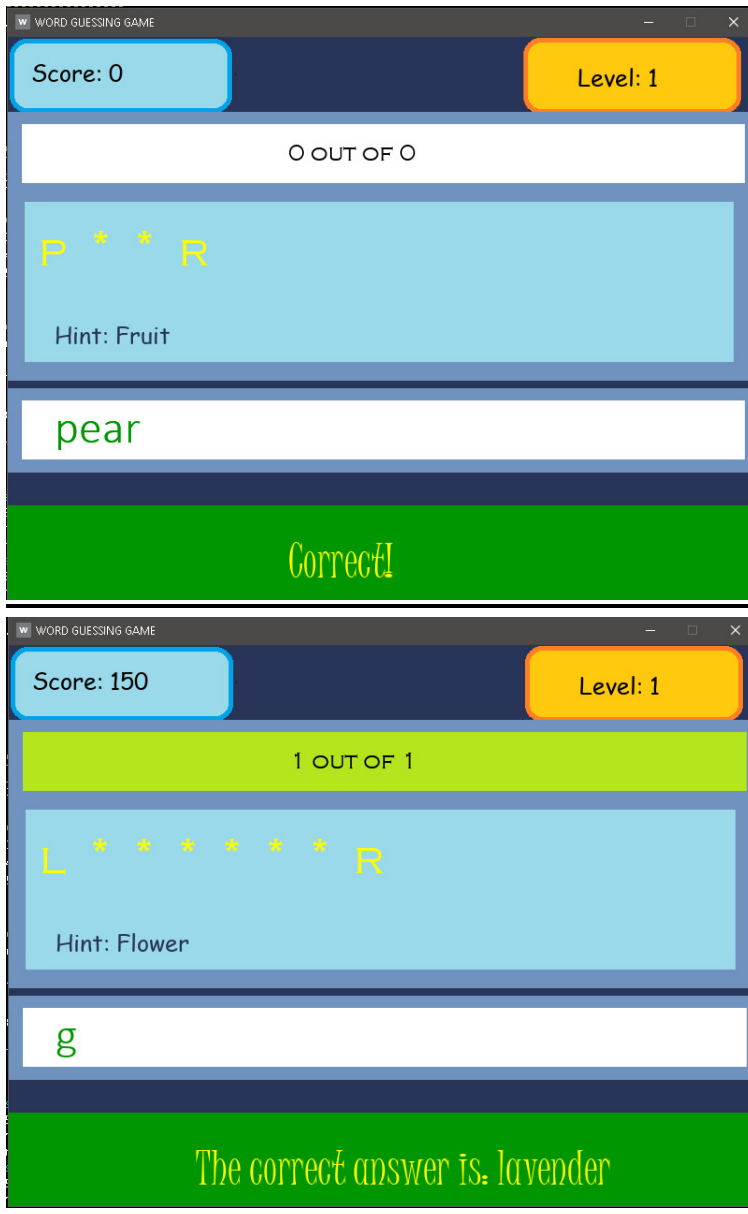 W WORD GUESSING GAME
Score: 0
Level: 1
0 OUT OF 0
P * * R
Hint: Fruit
pear
Correct!
W WORD GUESSING GAME
Score: 150
Level: 1
1 OUT OF 1
L * * * * * * R
Hint: Flower
g
The correct answer is: lavender